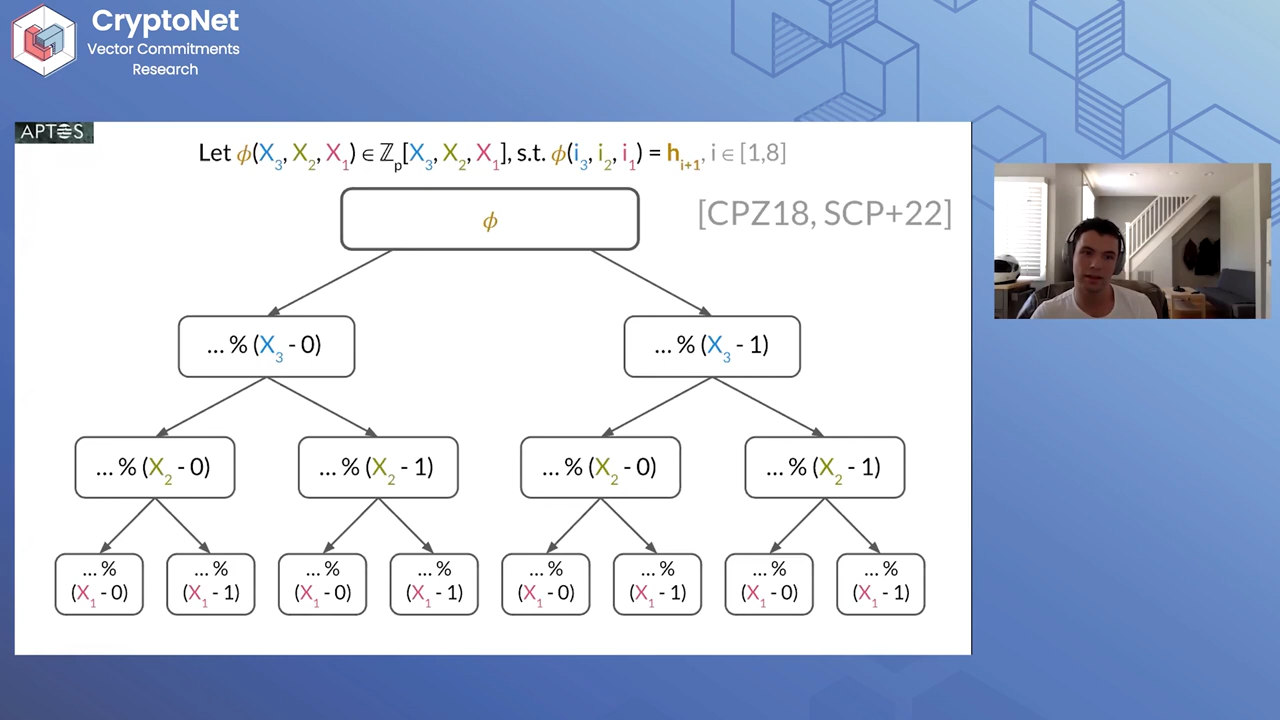 CryptoNet
Vector Commitments
Research
APTOS
Let ϕ(X₃, X₂, X₁) ∈ ℤₚ[X₃, X₂, X₁], s.t. ϕ(i₃, i₂, i₁) = hᵢ₊₁, i ∈ [1,8]
ϕ
[CPZ18, SCP+22]
... % (X₃ - 0)
... % (X₃ - 1)
... % (X₂ - 0)
... % (X₂ - 1)
... % (X₂ - 0)
... % (X₂ - 1)
... %
(X₁ - 0)
... %
(X₁ - 1)
... %
(X₁ - 0)
... %
(X₁ - 1)
... %
(X₁ - 0)
... %
(X₁ - 1)
... %
(X₁ - 0)
... %
(X₁ - 1)